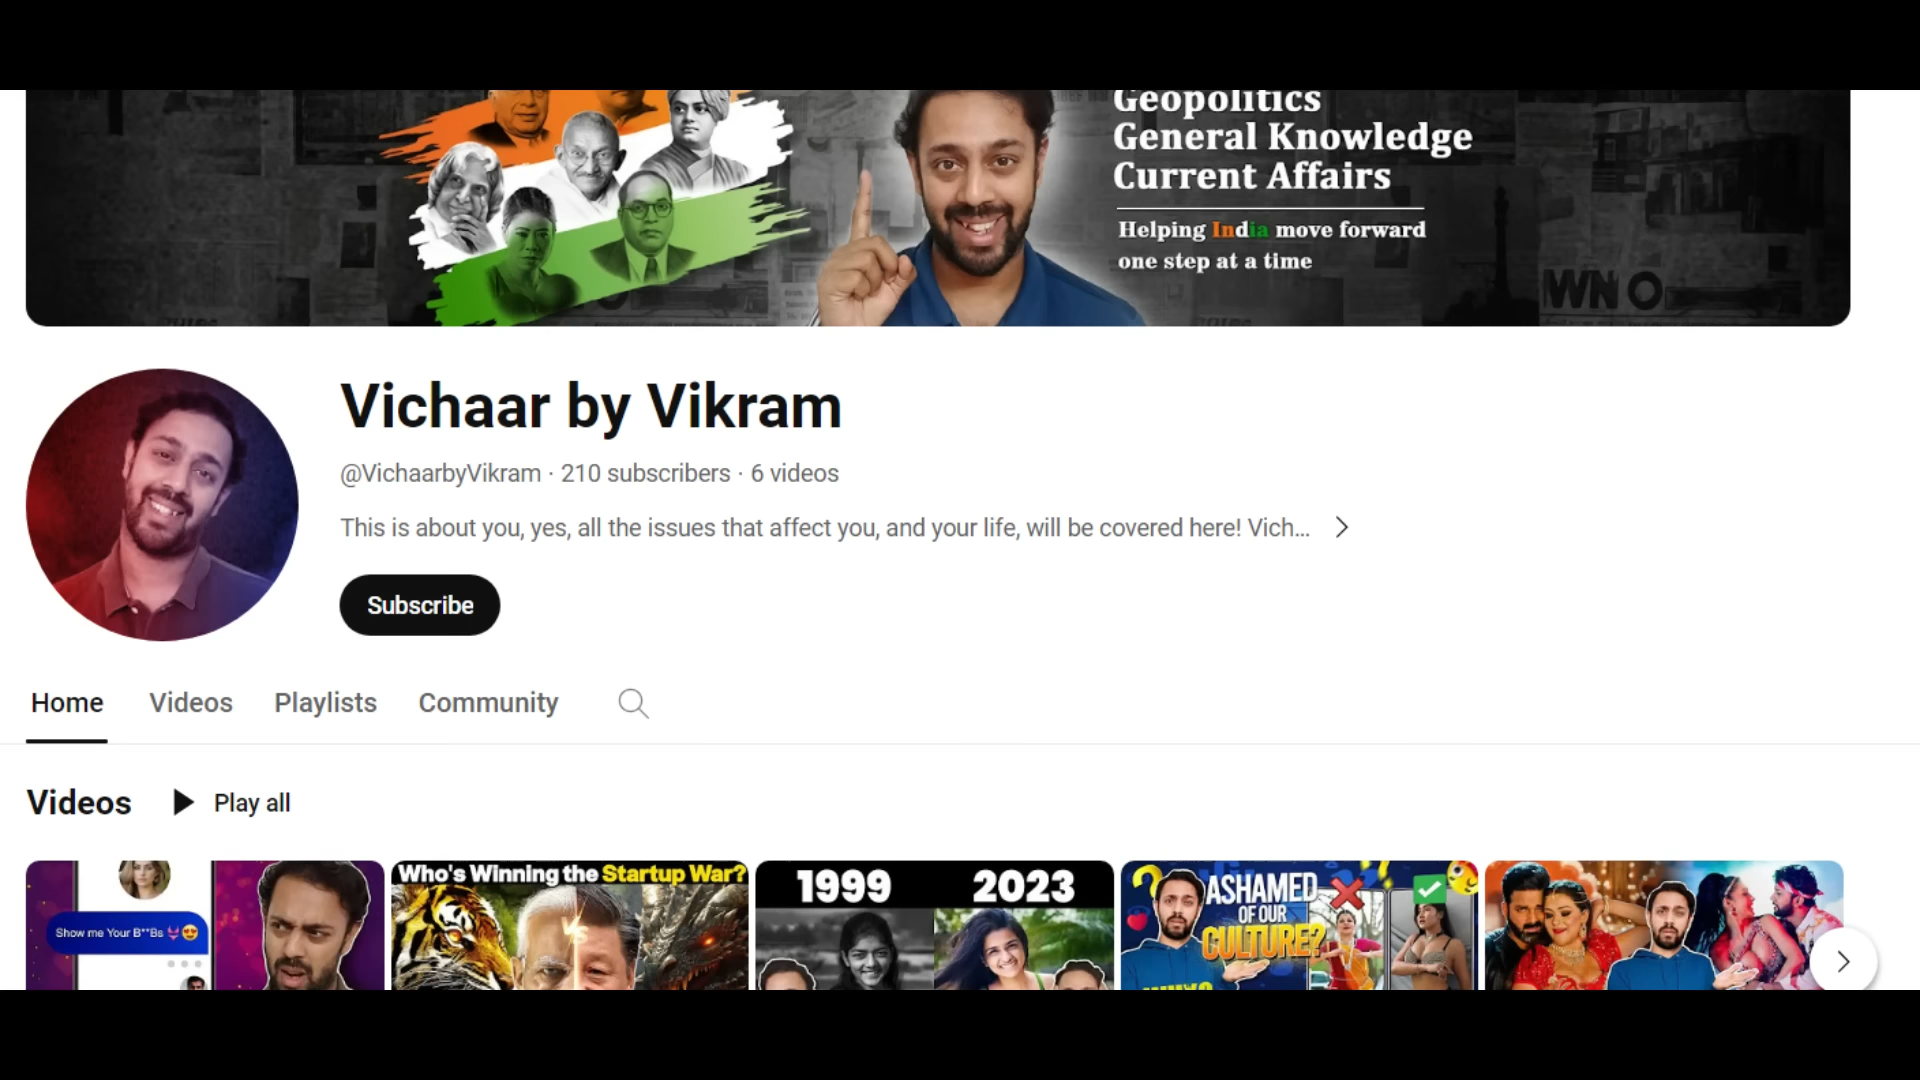 Geopolitics
General Knowledge
Current Affairs
Helping India move forward
one step at a time
WN O
Vichaar by Vikram
@VichaarbyVikram · 210 subscribers · 6 videos
This is about you, yes, all the issues that affect you, and your life, will be covered here! Vich...
Subscribe
Home Videos Playlists Community
Videos Play all
Show me Your B**Bs
Who's Winning the Startup War?
VS
1999 2023
ASHAMED
OF OUR
CULTURE?